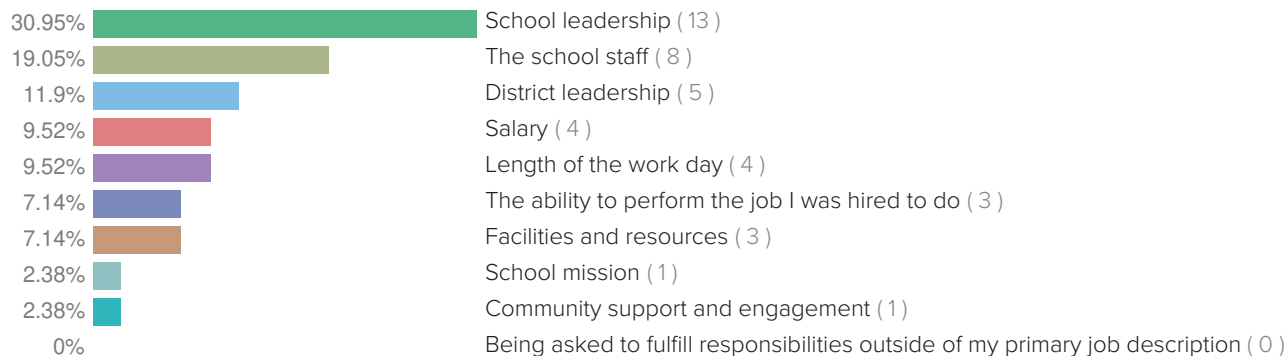 30.95% School leadership ( 13 )
19.05% The school staff ( 8 )
11.9% District leadership ( 5 )
9.52% Salary ( 4 )
9.52% Length of the work day ( 4 )
7.14% The ability to perform the job I was hired to do ( 3 )
7.14% Facilities and resources ( 3 )
2.38% School mission ( 1 )
2.38% Community support and engagement ( 1 )
0% Being asked to fulfill responsibilities outside of my primary job description ( 0 )